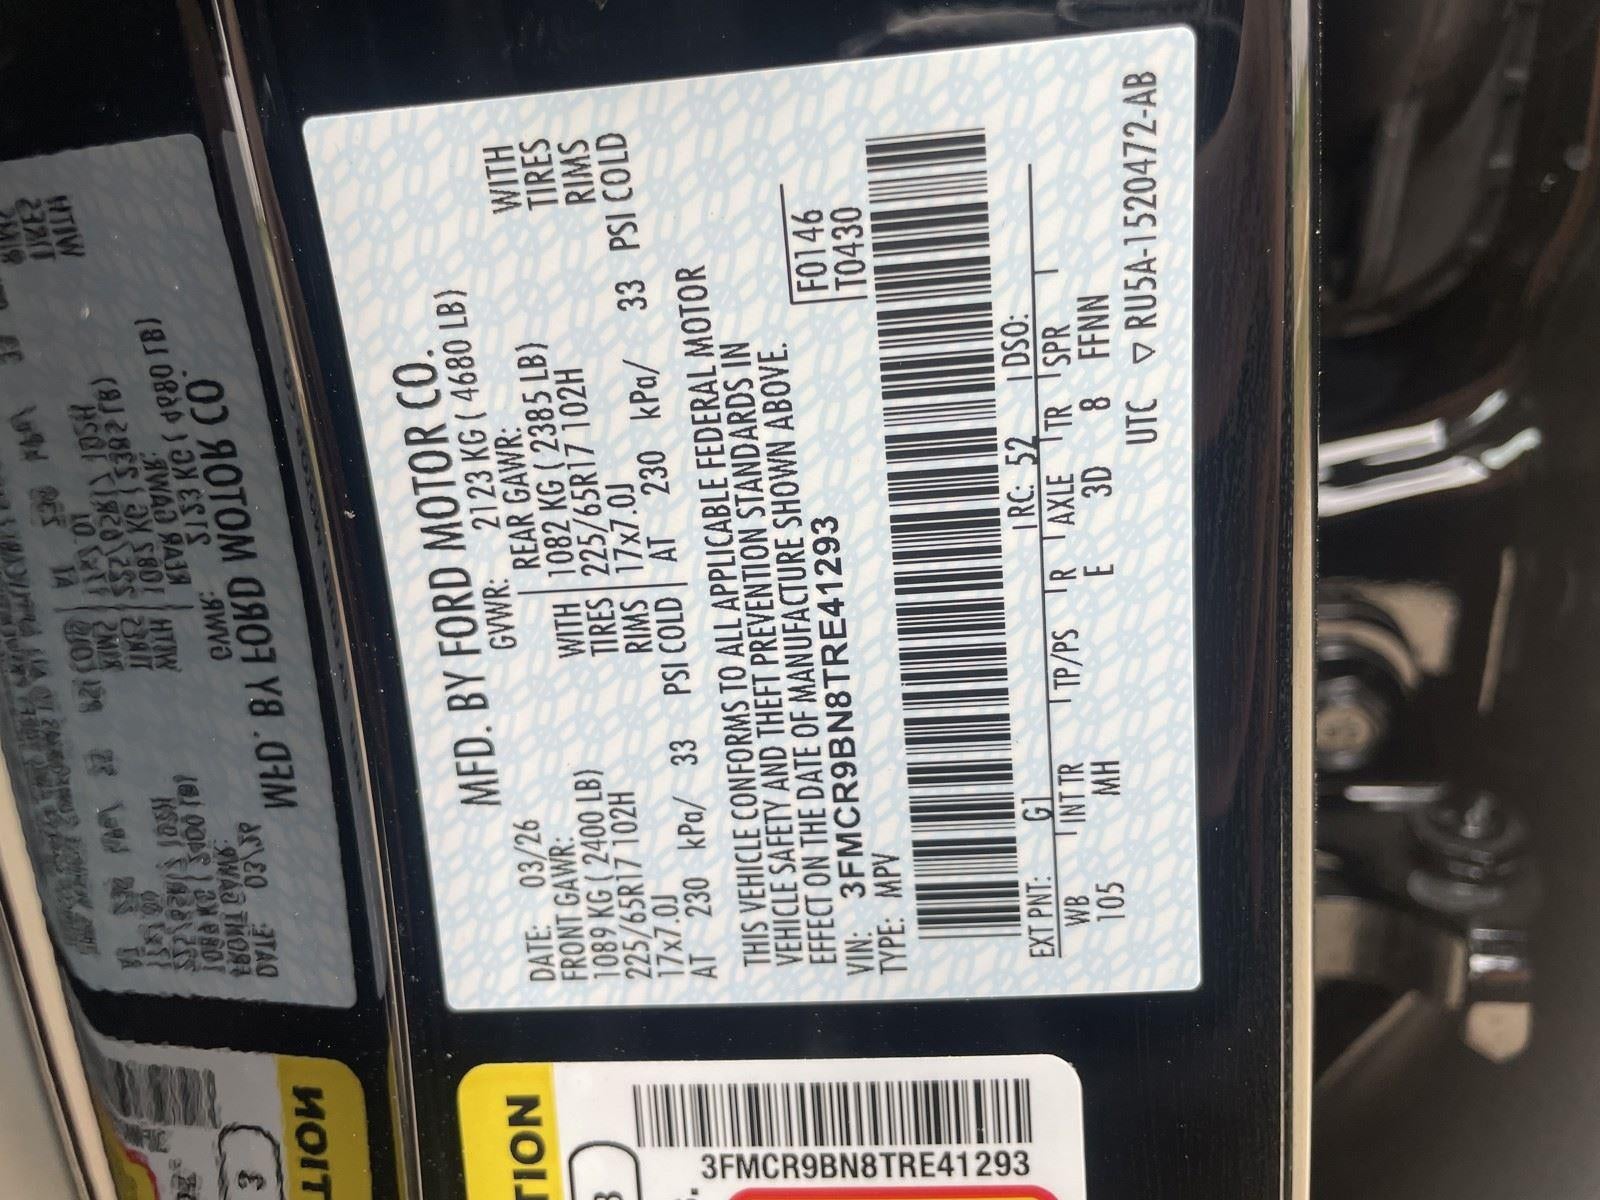 MFD. BY FORD MOTOR CO.
DATE: 03/26 GVWR: 2123 KG ( 4680 LB)
FRONT GAWR: REAR GAWR:
1089 KG ( 2400 LB) WITH 1082 KG ( 2385 LB) WITH
225/65R17 102H TIRES 225/65R17 102H TIRES
17x7.0J RIMS 17x7.0J RIMS
AT 230 kPa/ 33 PSI COLD AT 230 kPa/ 33 PSI COLD
THIS VEHICLE CONFORMS TO ALL APPLICABLE FEDERAL MOTOR
VEHICLE SAFETY AND THEFT PREVENTION STANDARDS IN
EFFECT ON THE DATE OF MANUFACTURE SHOWN ABOVE.
VIN: 3FMCR9BN8TRE41293 F0146
TYPE: MPV T0430
EXT PNT: G1 RC: 52 DSO:
WB INT TR TP/PS R AXLE TR SPR
105 MH E 3D 8 FFNN
UTC ▽ RU5A-1520472-AB
TION
3FMCR9BN8TRE41293